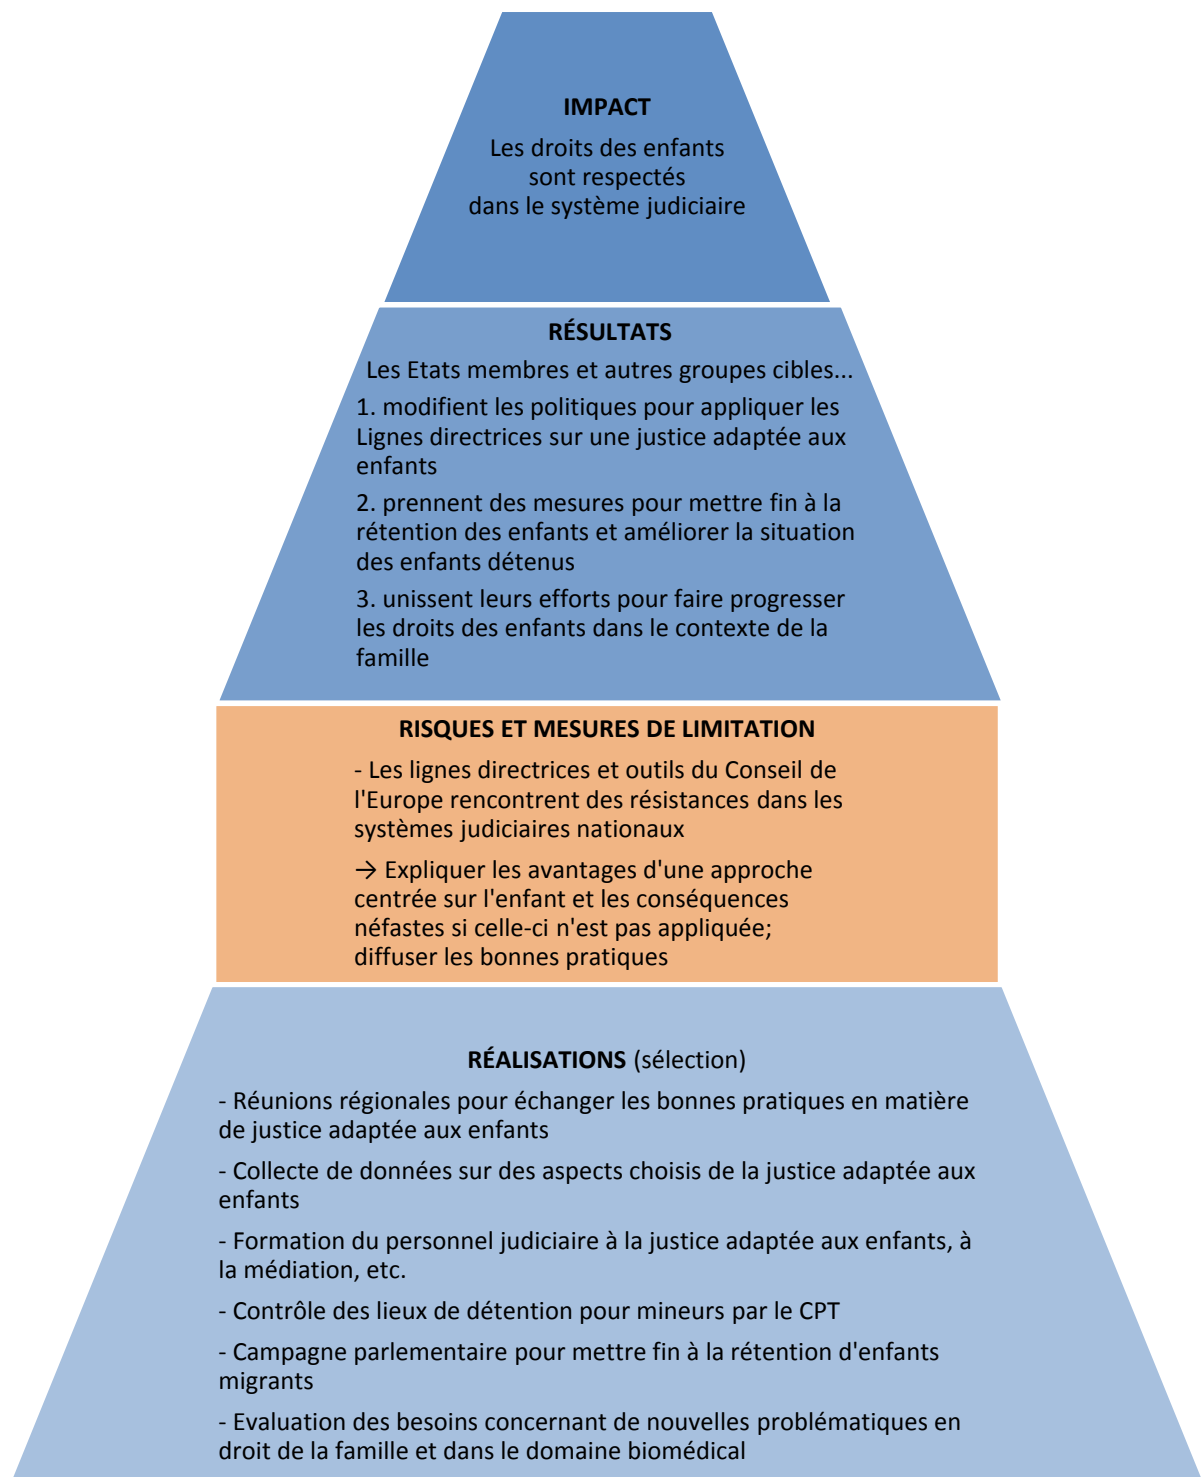 IMPACT
Les droits des enfants
sont respectés
dans le système judiciaire
RÉSULTATS
Les Etats membres et autres groupes cibles...
1. modifient les politiques pour appliquer les
Lignes directrices sur une justice adaptée aux
enfants
2. prennent des mesures pour mettre fin à la
rétention des enfants et améliorer la situation
des enfants détenus
3. unissent leurs efforts pour faire progresser
les droits des enfants dans le contexte de la
famille
RISQUES ET MESURES DE LIMITATION
- Les lignes directrices et outils du Conseil de
l'Europe rencontrent des résistances dans les
systèmes judiciaires nationaux
→ Expliquer les avantages d'une approche
centrée sur l'enfant et les conséquences
néfastes si celle-ci n'est pas appliquée;
diffuser les bonnes pratiques
RÉALISATIONS (sélection)
- Réunions régionales pour échanger les bonnes pratiques en matière
de justice adaptée aux enfants
- Collecte de données sur des aspects choisis de la justice adaptée aux
enfants
- Formation du personnel judiciaire à la justice adaptée aux enfants, à
la médiation, etc.
- Contrôle des lieux de détention pour mineurs par le CPT
- Campagne parlementaire pour mettre fin à la rétention d'enfants
migrants
- Evaluation des besoins concernant de nouvelles problématiques en
droit de la famille et dans le domaine biomédical